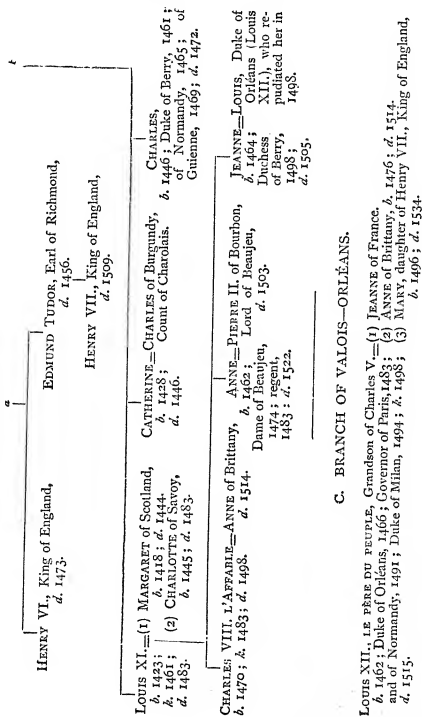 a
b
HENRY VI., King of England,
d. 1473.
EDMUND TUDOR, Earl of Richmond,
d. 1456.
HENRY VII., King of England,
d. 1509.
LOUIS XI.=(1) MARGARET of Scotland,
b. 1423; b. 1418; d. 1444.
k. 1461; (2) CHARLOTTE of Savoy,
d. 1483. b. 1445; d. 1483.
CATHERINE=CHARLES of Burgundy,
b. 1428; Count of Charolais.
d. 1446.
CHARLES,
b. 1446; Duke of Berry, 1461;
of Normandy, 1465; of
Guienne, 1469; d. 1472.
CHARLES VIII. L'AFFABLE=ANNE of Brittany,
b. 1470; k. 1483; d. 1498. d. 1514.
ANNE=PIERRE II. of Bourbon,
b. 1462; Lord of Beaujeu,
Dame of Beaujeu, d. 1503.
1474; regent,
1483; d. 1522.
JEANNE=LOUIS, Duke of
b. 1464; Orléans (Louis
Duchess XII.), who re-
of Berry, pudiated her in
1498; 1498.
d. 1505.
C. BRANCH OF VALOIS—ORLÉANS.
LOUIS XII., LE PÈRE DU PEUPLE, Grandson of Charles V.=(1) JEANNE of France.
b. 1462; Duke of Orléans, 1466; Governor of Paris, 1483; (2) ANNE of Brittany, b. 1476; d. 1514.
and of Normandy, 1491; Duke of Milan, 1494; k. 1498; (3) MARY, daughter of Henry VII., King of England,
d. 1515. b. 1496; d. 1534.